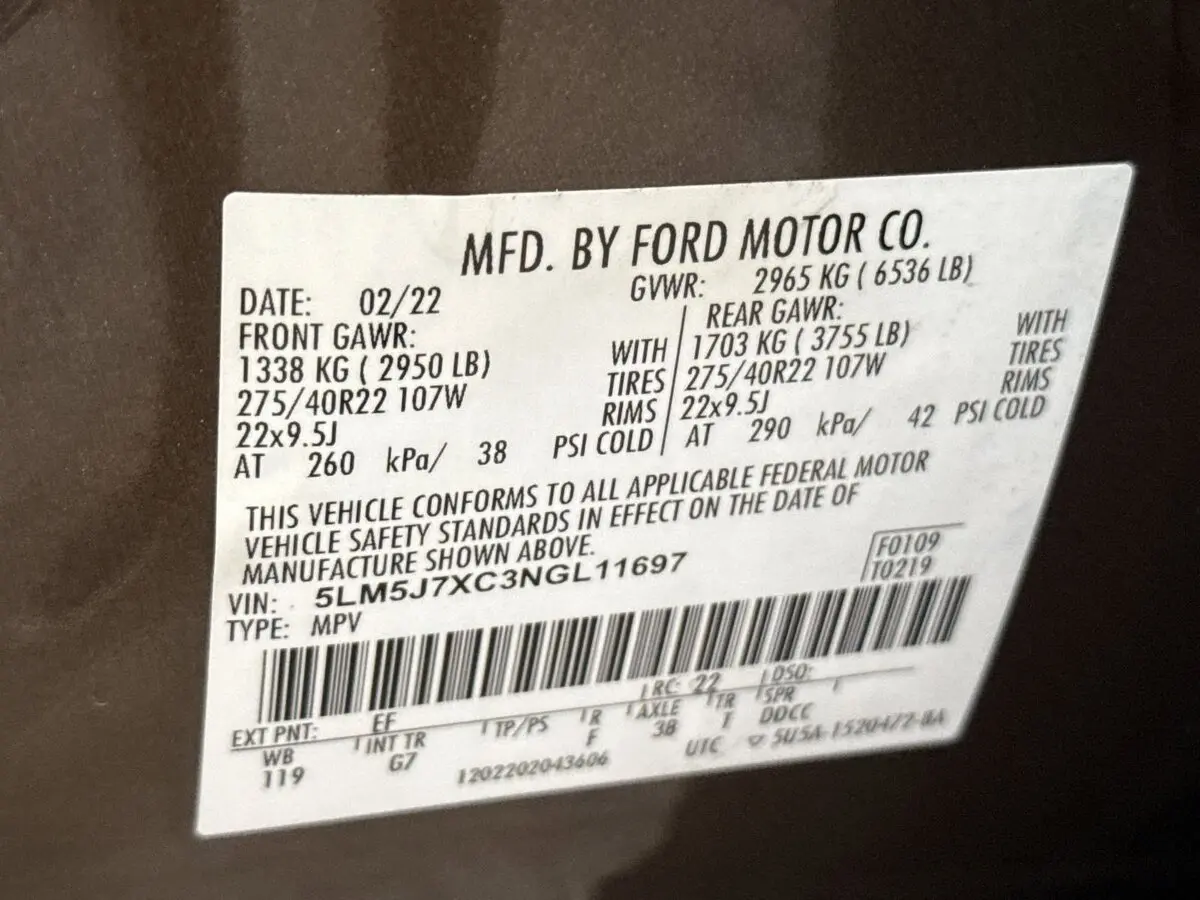 MFD. BY FORD MOTOR CO.
DATE: 02/22 GVWR: 2965 KG ( 6536 LB)
FRONT GAWR: REAR GAWR:
1338 KG ( 2950 LB) WITH 1703 KG ( 3755 LB) WITH
275/40R22 107W TIRES 275/40R22 107W TIRES
22x9.5J RIMS 22x9.5J RIMS
AT 260 kPa/ 38 PSI COLD AT 290 kPa/ 42 PSI COLD
THIS VEHICLE CONFORMS TO ALL APPLICABLE FEDERAL MOTOR
VEHICLE SAFETY STANDARDS IN EFFECT ON THE DATE OF
MANUFACTURE SHOWN ABOVE.
VIN: 5LM5J7XC3NGL11697
F0109
T0219
TYPE: MPV
EXT PNT: EF RC: 22 DSO:
WB INT TR TP/PS R AXLE TR SPR
119 G7 F 38 T DDCC
1202202043606 UTC 5U5A-1520472-BA